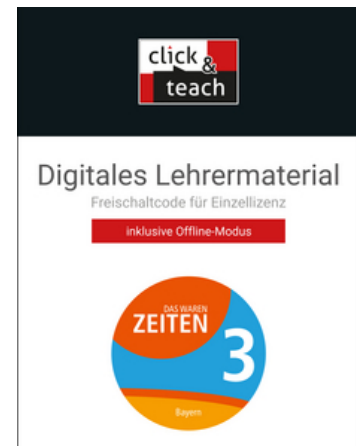 click &
teach
Digitales Lehrermaterial
Freischaltcode für Einzellizenz
inklusive Offline-Modus
DAS WAREN
ZEITEN
3
Bayern